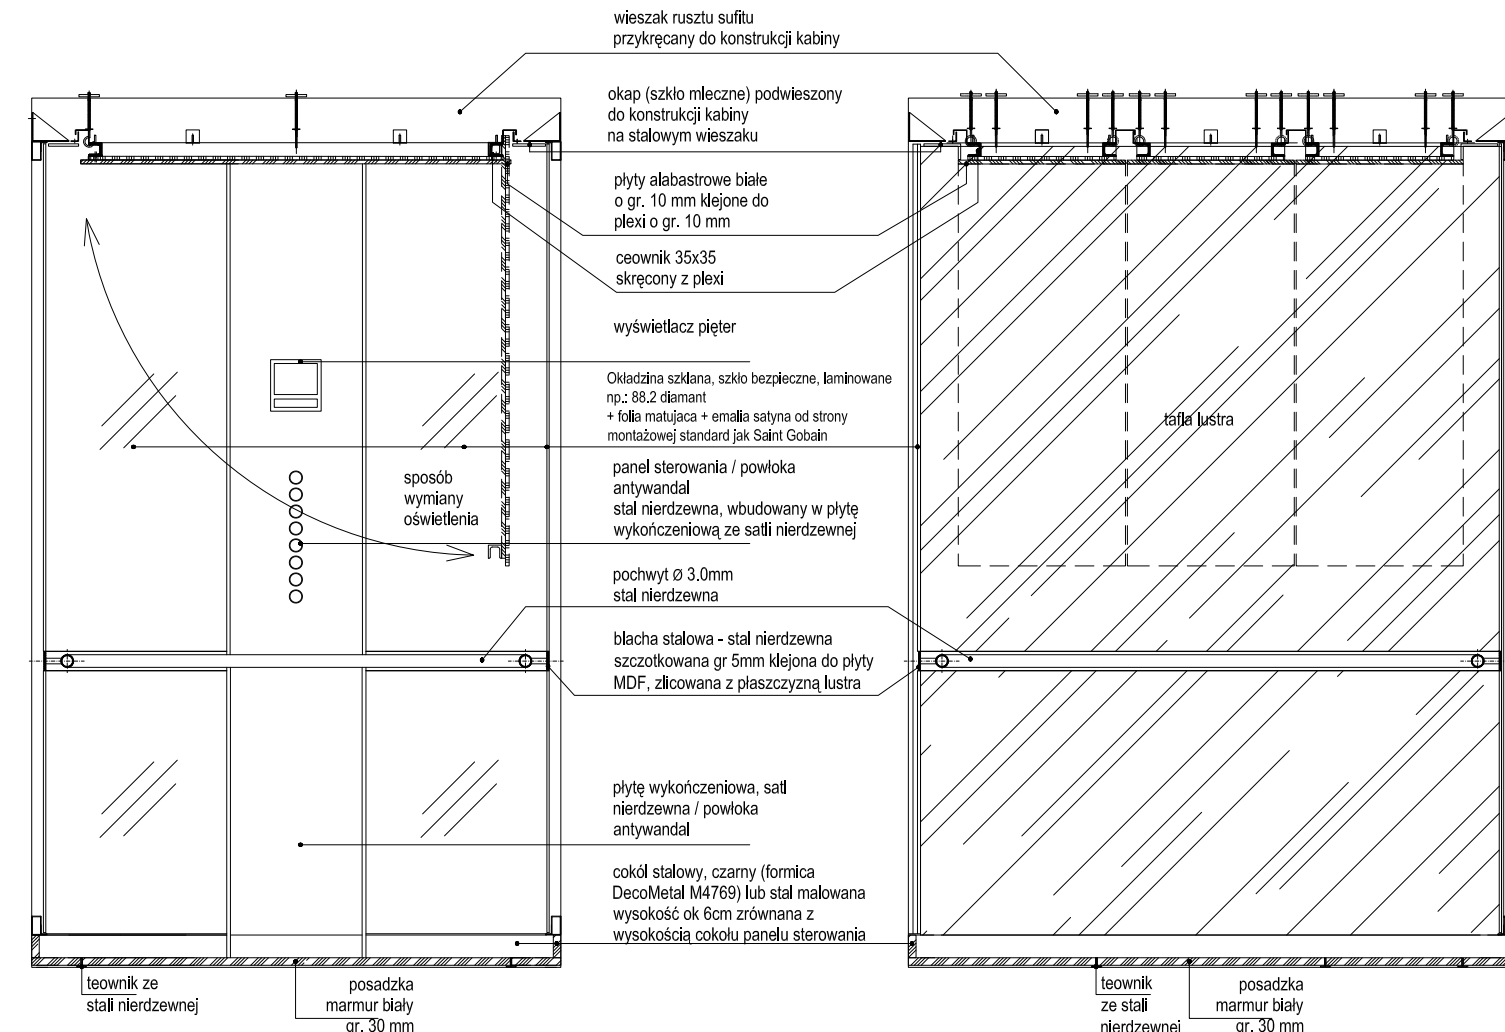 wieszak rusztu sufitu
przykręcany do konstrukcji kabiny
okap (szkło mleczne) podwieszony
do konstrukcji kabiny
na stalowym wieszaku
płyty alabastrowe białe
o gr. 10 mm klejone do
plexi o gr. 10 mm
ceownik 35x35
skręcony z plexi
wyświetlacz pięter
Okładzina szklana, szkło bezpieczne, laminowane
np.: 88.2 diamant
+ folia matujaca + emalia satyna od strony
montażowej standard jak Saint Gobain
tafla lustra
sposób
wymiany
oświetlenia
panel sterowania / powłoka
antywandal
stal nierdzewna, wbudowany w płytę
wykończeniową ze satli nierdzewnej
pochwyt Ø 3.0mm
stal nierdzewna
blacha stalowa - stal nierdzewna
szczotkowana gr 5mm klejona do płyty
MDF, zlicowana z płaszczyzną lustra
płytę wykończeniowa, satl
nierdzewna / powłoka
antywandal
cokół stalowy, czarny (formica
DecoMetal M4769) lub stal malowana
wysokość ok 6cm zrównana z
wysokością cokołu panelu sterowania
teownik ze
stali nierdzewnej
posadzka
marmur biały
gr. 30 mm
teownik
ze stali
nierdzewnej
posadzka
marmur biały
gr. 30 mm